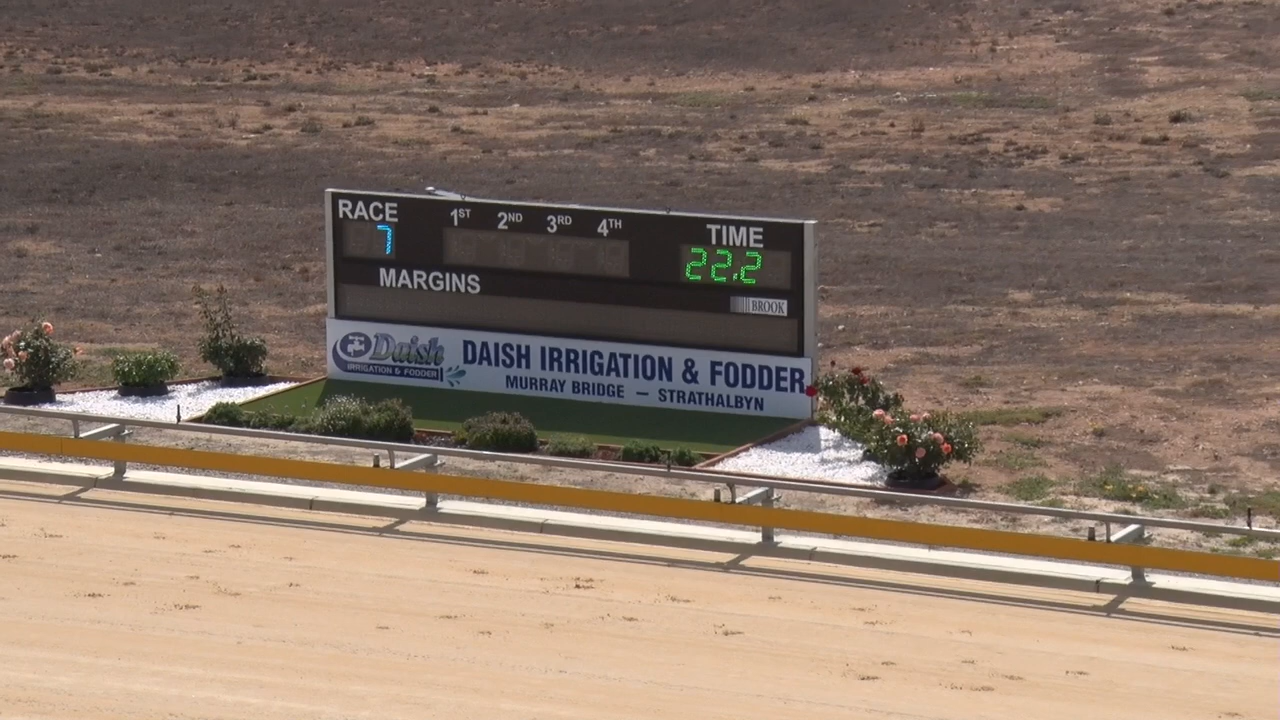 RACE 1ST 2ND 3RD 4TH TIME
7 22.2
MARGINS
BROOK
Daish
IRRIGATION & FODDER
DAISH IRRIGATION & FODDER
MURRAY BRIDGE — STRATHALBYN